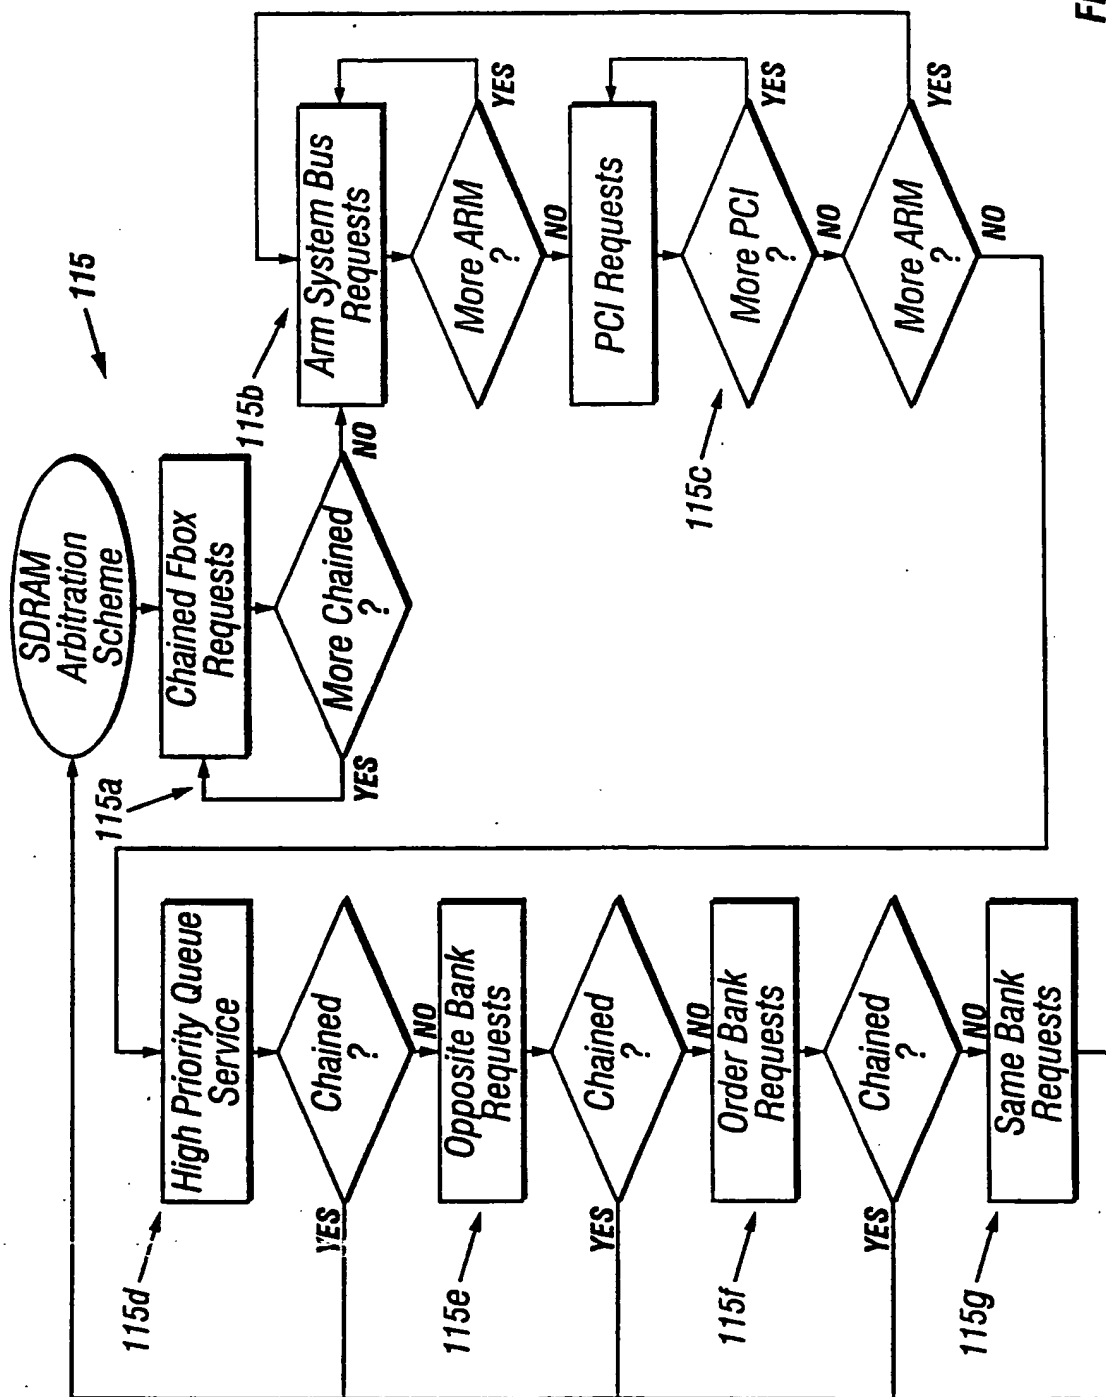 115
SDRAM
Arbitration
Scheme
115a
Chained Fbox
Requests
More Chained
?
YES
NO
115b
Arm System Bus
Requests
More ARM
?
YES
NO
PCI Requests
115c
More PCI
?
YES
NO
More ARM
?
YES
NO
115d
High Priority Queue
Service
Chained
?
YES
NO
115e
Opposite Bank
Requests
Chained
?
YES
NO
115f
Order Bank
Requests
Chained
?
YES
NO
115g
Same Bank
Requests